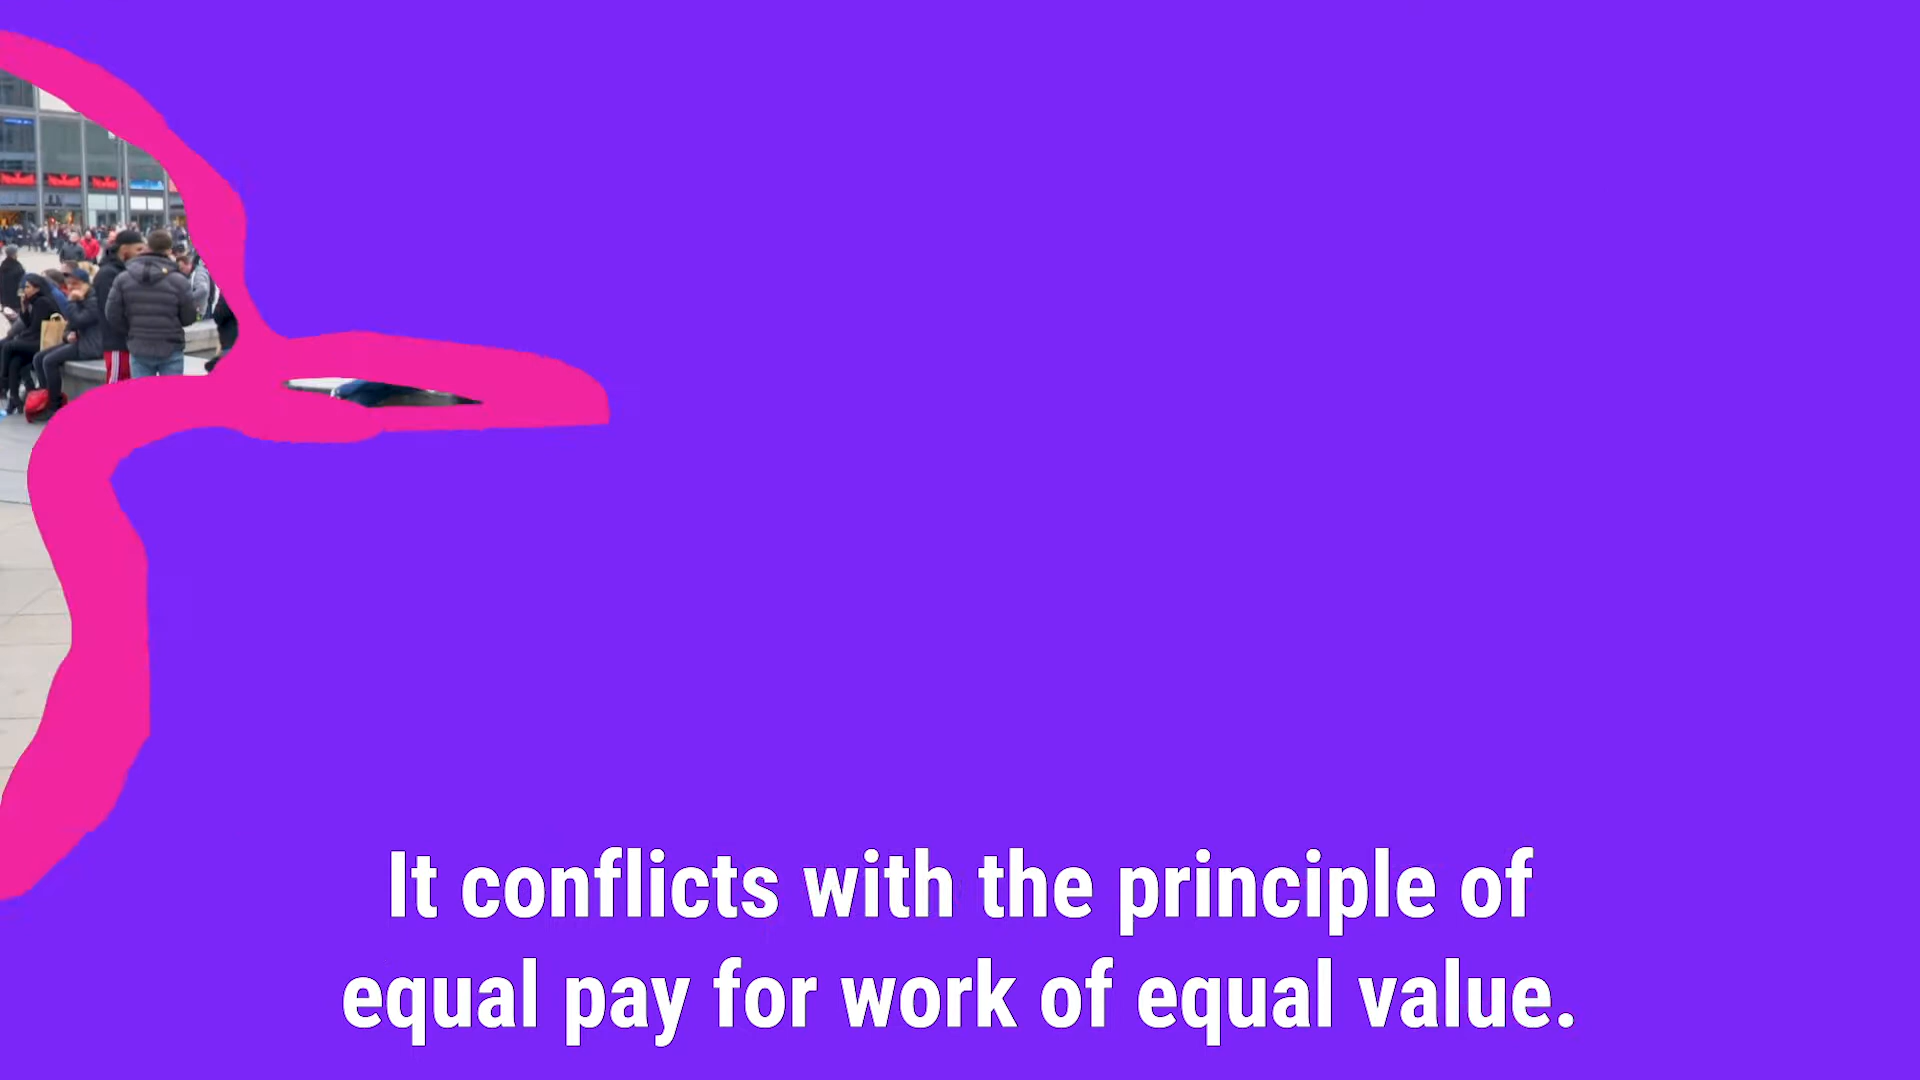 It conflicts with the principle of
equal pay for work of equal value.